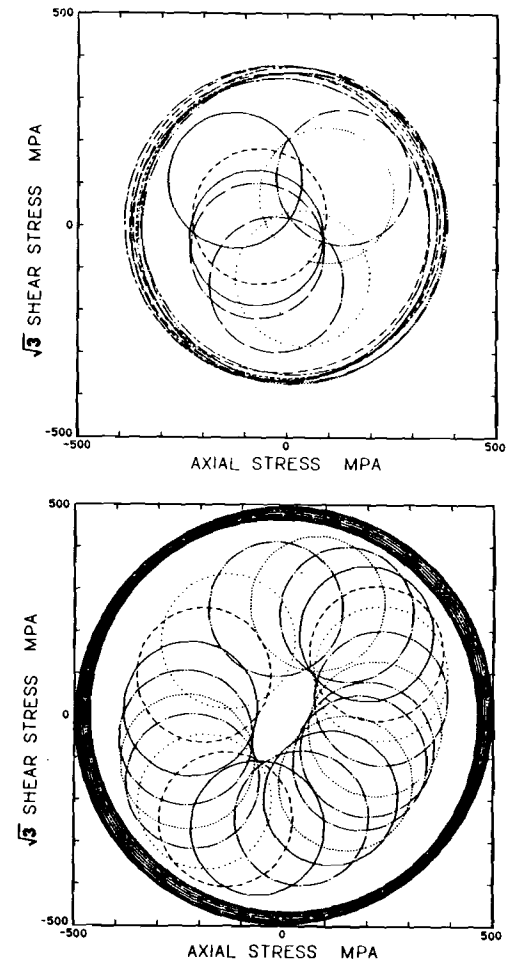 500
√3 SHEAR STRESS MPA
0
-500
-500 0 500
AXIAL STRESS MPA
500
√3 SHEAR STRESS MPA
0
-500
-500 0 500
AXIAL STRESS MPA